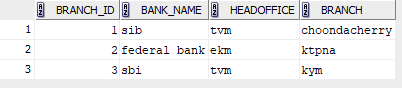 BRANCH_ID BANK_NAME HEADOFFICE BRANCH
1 1 sib tvm choondacherry
2 2 federal bank ekm ktpna
3 3 sbi tvm kym